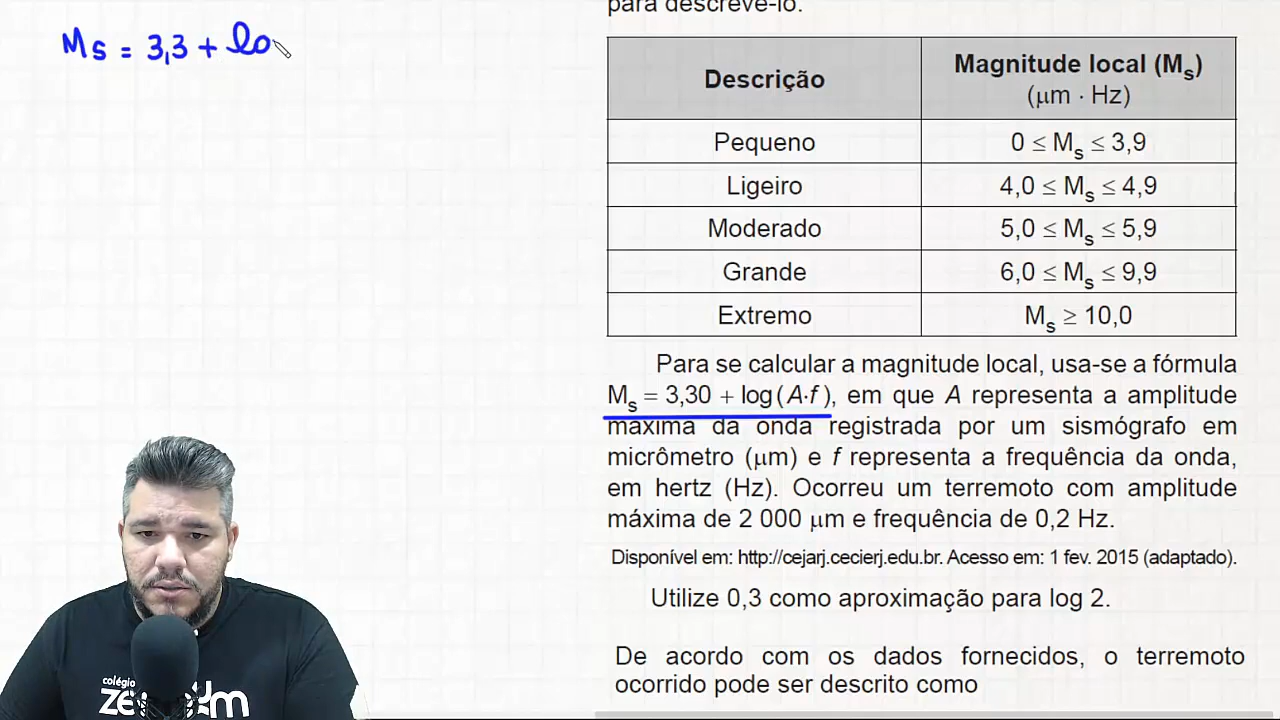 Ms = 3,3 + lo
para descrevê-lo.
Descrição
Magnitude local (Ms)
(μm · Hz)
Pequeno
0 ≤ Ms ≤ 3,9
Ligeiro
4,0 ≤ Ms ≤ 4,9
Moderado
5,0 ≤ Ms ≤ 5,9
Grande
6,0 ≤ Ms ≤ 9,9
Extremo
Ms ≥ 10,0
Para se calcular a magnitude local, usa-se a fórmula
Ms = 3,30 + log(A·f), em que A representa a amplitude
máxima da onda registrada por um sismógrafo em
micrômetro (μm) e f representa a frequência da onda,
em hertz (Hz). Ocorreu um terremoto com amplitude
máxima de 2 000 μm e frequência de 0,2 Hz.
Disponível em: http://cejarj.cecierj.edu.br. Acesso em: 1 fev. 2015 (adaptado).
Utilize 0,3 como aproximação para log 2.
De acordo com os dados fornecidos, o terremoto
ocorrido pode ser descrito como
colégio